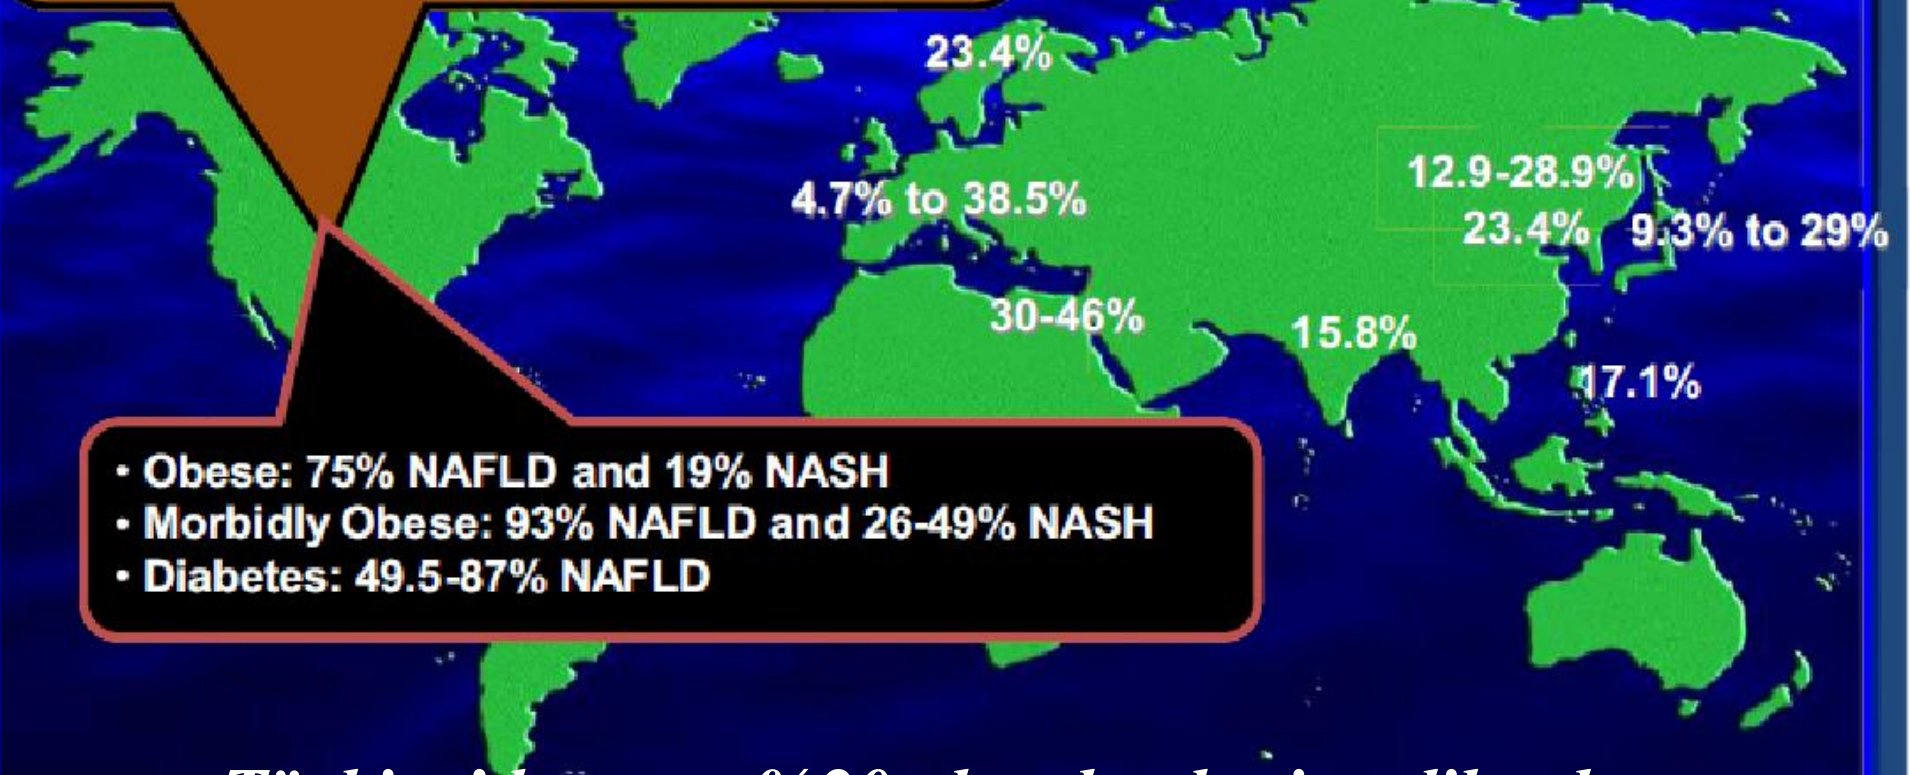 23.4%
12.9-28.9%
4.7% to 38.5%
23.4%
9.3% to 29%
30-46%
15.8%
17.1%
• Obese: 75% NAFLD and 19% NASH
• Morbidly Obese: 93% NAFLD and 26-49% NASH
• Diabetes: 49.5-87% NAFLD